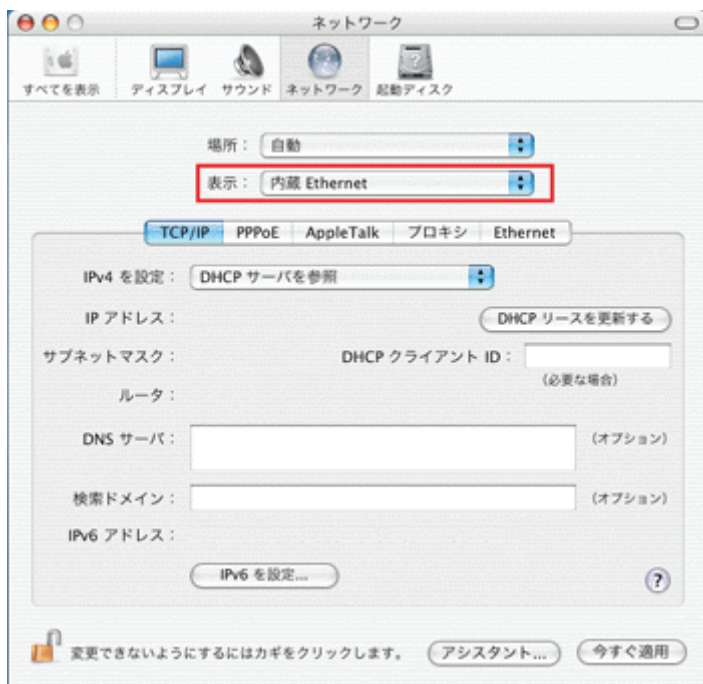 ネットワーク
すべてを表示 ディスプレイ サウンド ネットワーク 起動ディスク
場所： 自動
表示： 内蔵 Ethernet
TCP/IP PPPoE AppleTalk プロキシ Ethernet
IPv4 を設定： DHCP サーバを参照
IP アドレス： DHCP リースを更新する
サブネットマスク： DHCP クライアント ID：
（必要な場合）
ルータ：
DNS サーバ： （オプション）
検索ドメイン： （オプション）
IPv6 アドレス：
IPv6 を設定...
?
変更できないようにするにはカギをクリックします。 アシスタント... 今すぐ適用